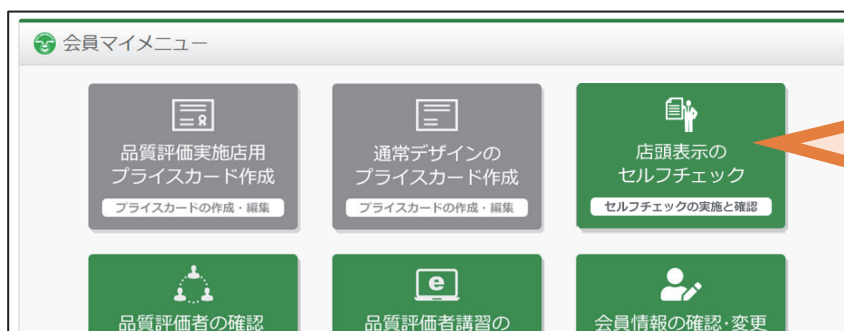 会員マイメニュー
品質評価実施店用
プライスカード作成
プライスカードの作成・編集
通常デザインの
プライスカード作成
プライスカードの作成・編集
店頭表示の
セルフチェック
セルフチェックの実施と確認
品質評価者の確認
品質評価者講習の
会員情報の確認・変更